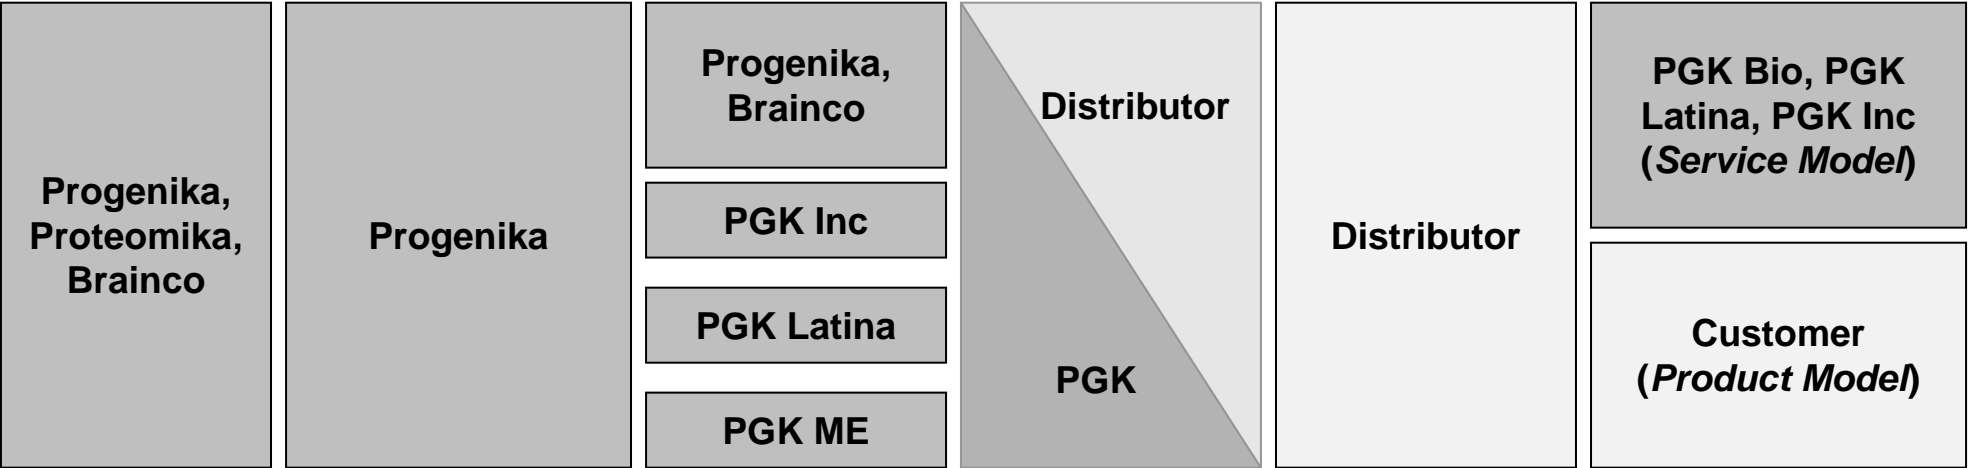 Progenika,
Proteomika,
Brainco
Progenika
Progenika,
Brainco
PGK Inc
PGK Latina
PGK ME
Distributor
PGK
Distributor
PGK Bio, PGK
Latina, PGK Inc
(Service Model)
Customer
(Product Model)